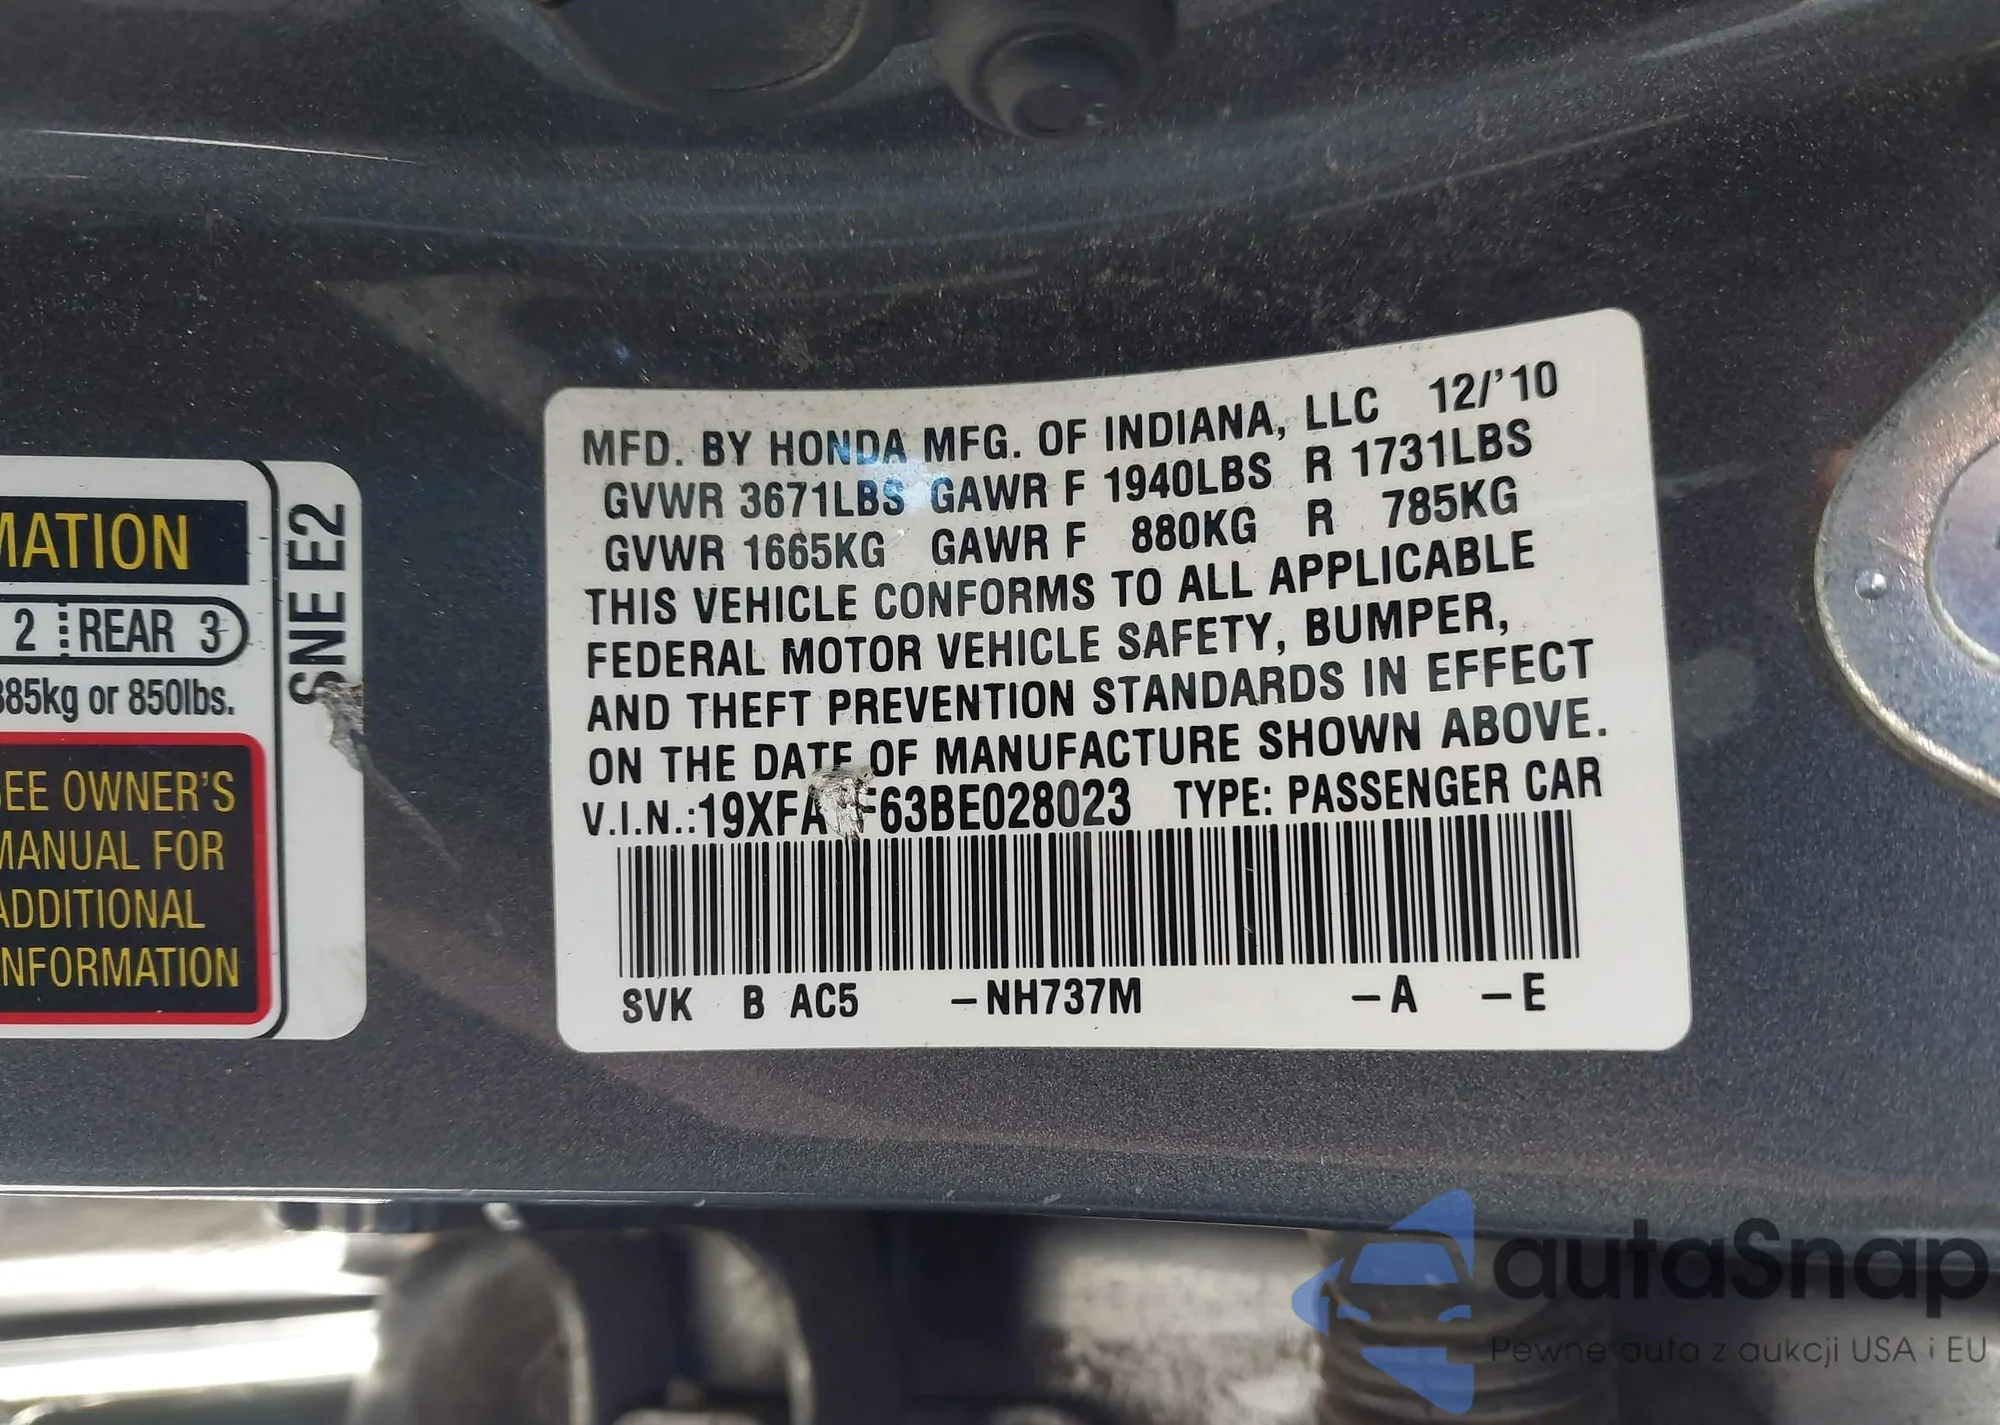 MATION
2 REAR 3
385kg or 850lbs.
SEE OWNER'S
MANUAL FOR
ADDITIONAL
INFORMATION
SNE E2
MFD. BY HONDA MFG. OF INDIANA, LLC 12/'10
GVWR 3671LBS GAWR F 1940LBS R 1731LBS
GVWR 1665KG GAWR F 880KG R 785KG
THIS VEHICLE CONFORMS TO ALL APPLICABLE
FEDERAL MOTOR VEHICLE SAFETY, BUMPER,
AND THEFT PREVENTION STANDARDS IN EFFECT
ON THE DATE OF MANUFACTURE SHOWN ABOVE.
V.I.N.: TYPE: PASSENGER CAR
SVK B AC5 -NH737M -A -E
autaSnap
Pewne auta z aukcji USA i EU